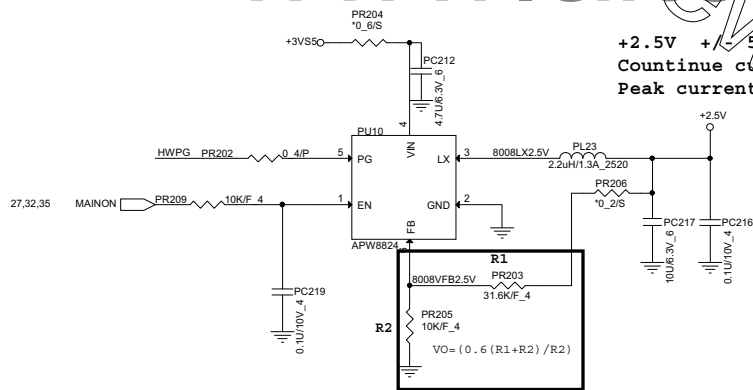 PR204
*0_6/S
+3VS5
PC212
4.7U/6.3V_6
+2.5V +/- 5
Countinue
Peak current
+2.5V
PU10
4
VIN
HWPG
PR202
0_4/P
5
PG
LX
3
8008LX2.5V
PL23
2.2uH/1.3A_2520
27,32,35
MAINON
PR209
10K/F_4
1
EN
GND
2
PR206
*0_2/S
FB
APW8824
PC217
10U/6.3V_6
PC216
0.1U/10V_4
R1
8008VFB2.5V
PR203
31.6K/F_4
PC219
0.1U/10V_4
R2
PR205
10K/F_4
VO=(0.6(R1+R2)/R2)